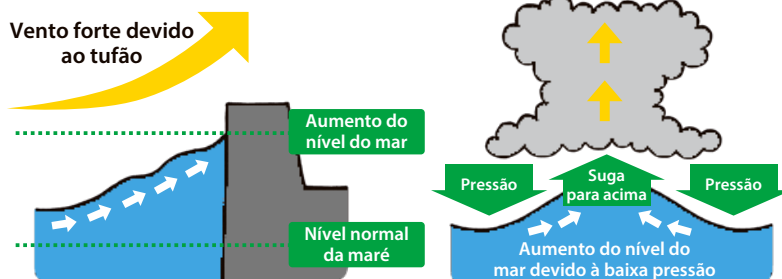 Vento forte devido
ao tufão
Aumento do
nível do mar
Nível normal
da maré
Pressão
Suga
para acima
Pressão
Aumento do nível do
mar devido à baixa pressão